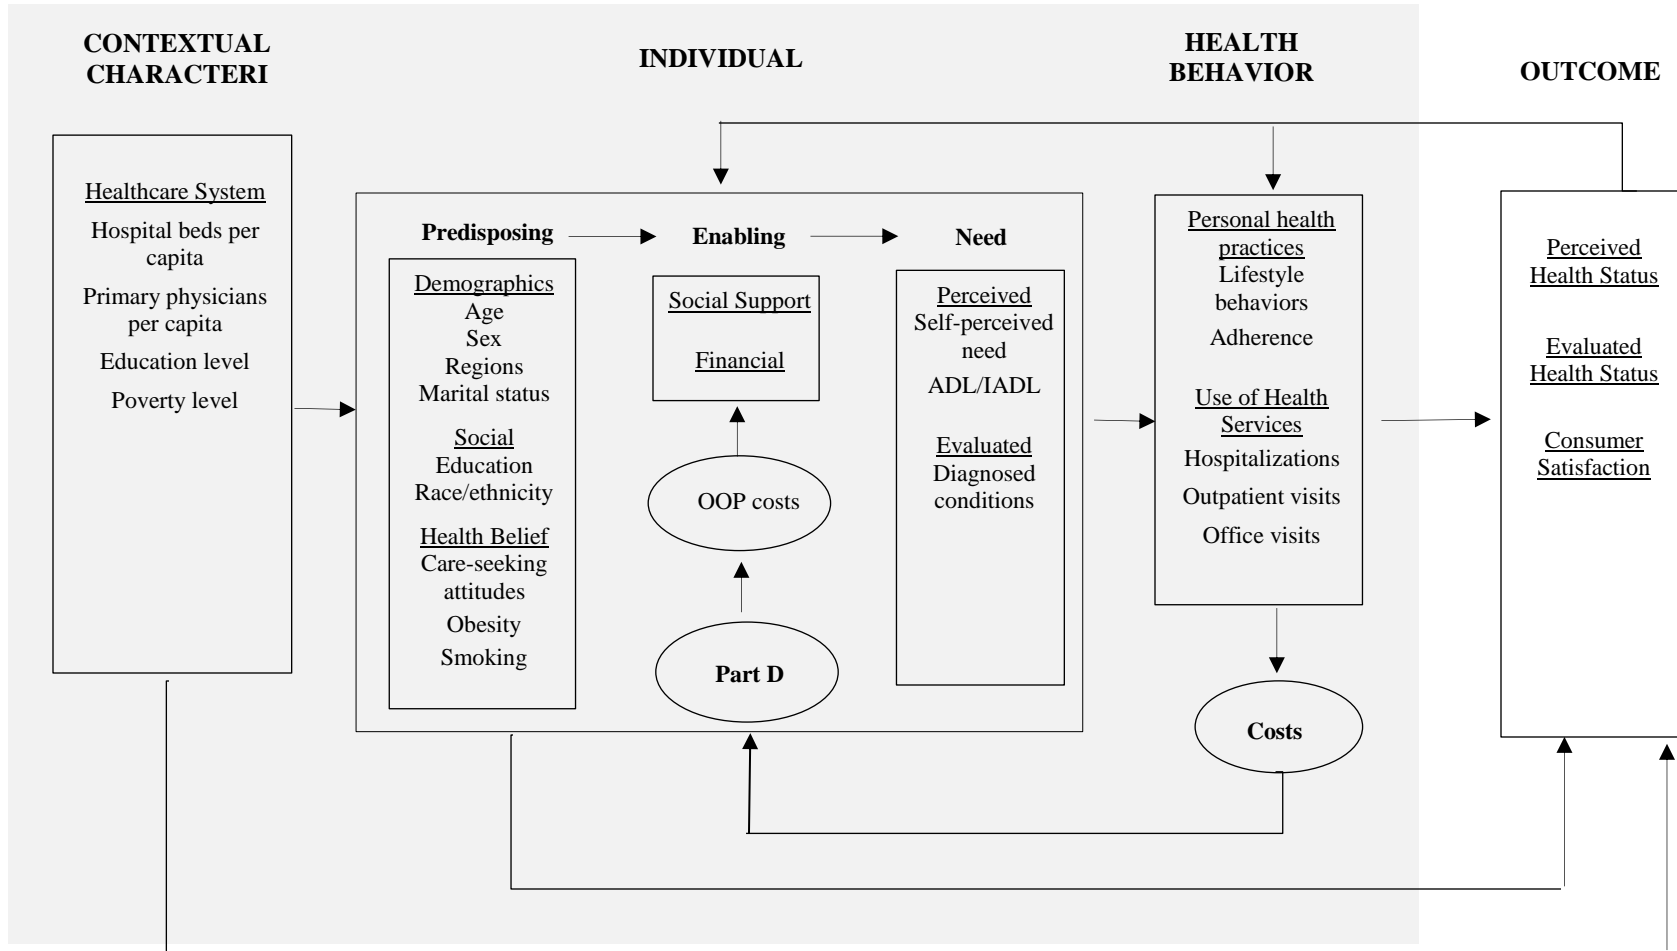 CONTEXTUAL
CHARACTERI
INDIVIDUAL
HEALTH
BEHAVIOR
OUTCOME
Healthcare System
Hospital beds per
capita
Primary physicians
per capita
Education level
Poverty level
Predisposing
Demographics
Age
Sex
Regions
Marital status
Social
Education
Race/ethnicity
Health Belief
Care-seeking
attitudes
Obesity
Smoking
Enabling
Social Support
Financial
OOP costs
Part D
Need
Perceived
Self-perceived
need
ADL/IADL
Evaluated
Diagnosed
conditions
Personal health
practices
Lifestyle
behaviors
Adherence
Use of Health
Services
Hospitalizations
Outpatient visits
Office visits
Costs
Perceived
Health Status
Evaluated
Health Status
Consumer
Satisfaction